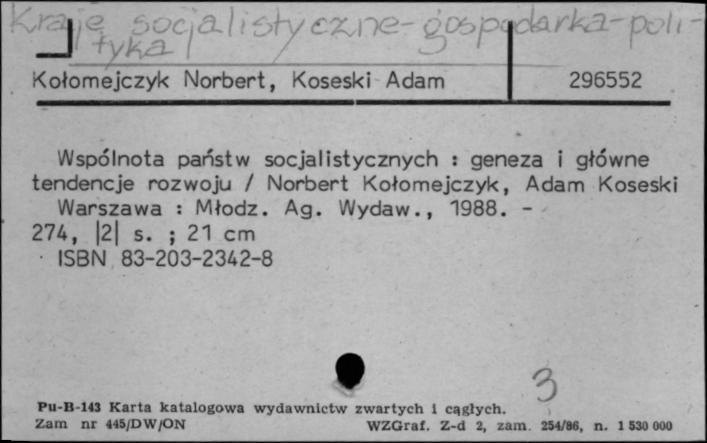 Kraje socjalistyczne-gospodarka-poli-
tyka
Kołomejczyk Norbert, Koseski Adam 296552
Wspólnota państw socjalistycznych : geneza i główne
tendencje rozwoju / Norbert Kołomejczyk, Adam Koseski
Warszawa : Młodz. Ag. Wydaw., 1988. -
274, |2| s. ; 21 cm
ISBN 83-203-2342-8
3
Pu-B-143 Karta katalogowa wydawnictw zwartych i cągłych.
Zam nr 445/DW/ON WZGraf. Z-d 2, zam. 254/86, n. 1 530 000